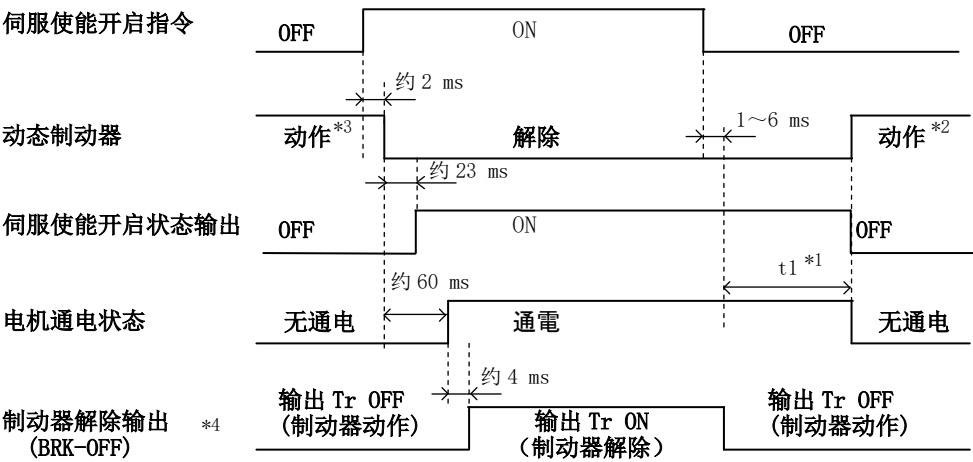 伺服使能开启指令 OFF ON OFF
约 2 ms
动态制动器 动作 *3 解除 1～6 ms 动作 *2
约 23 ms
伺服使能开启状态输出 OFF ON OFF
t1 *1
约 60 ms
电机通电状态 无通电 通電 无通电
约 4 ms
输出 Tr OFF 输出 Tr OFF
制动器解除输出 *4 (制动器动作) 输出 Tr ON (制动器动作)
(BRK-OFF) （制动器解除）